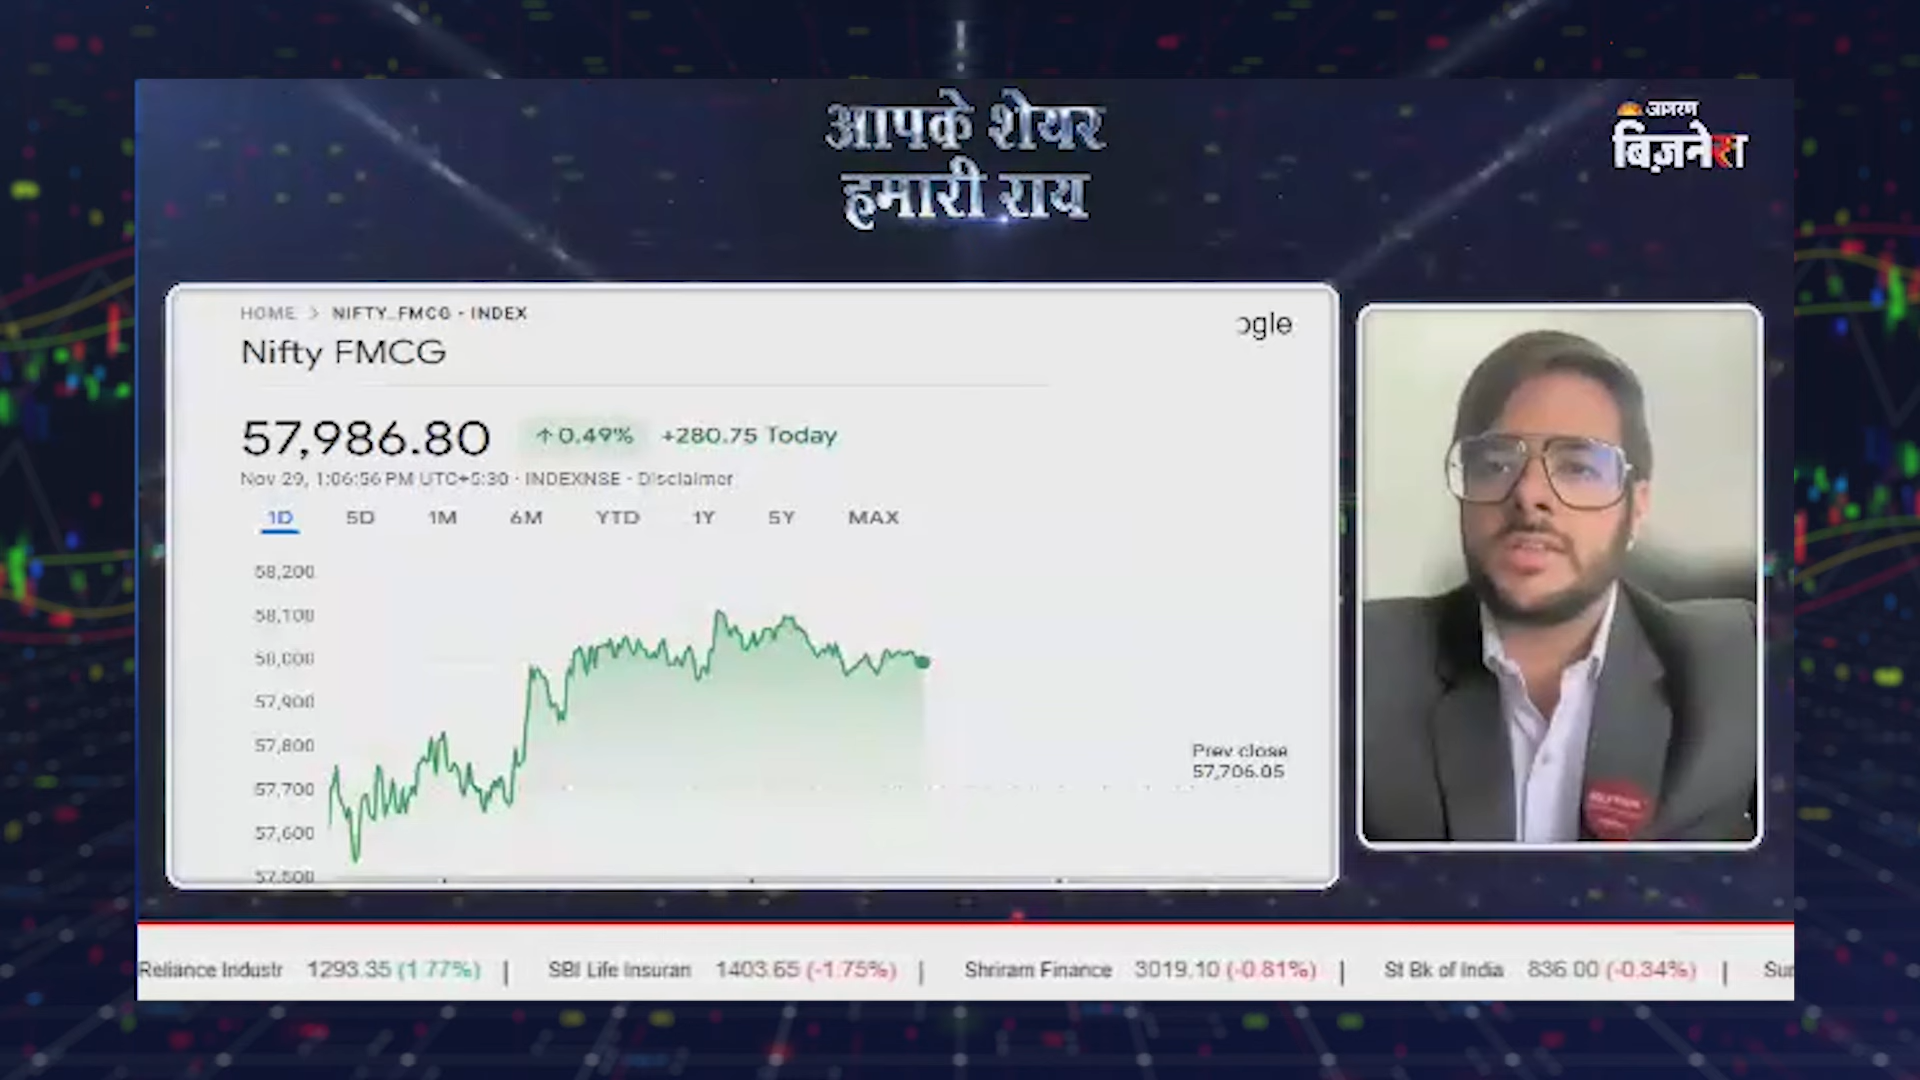 आपके शेयर
हमारी राय
जागरण
बिज़नेस
HOME > NIFTY_FMCG - INDEX
ogle
Nifty FMCG
57,986.80 ↑0.49% +280.75 Today
Nov 29, 1:06:56 PM UTC+5:30 · INDEXNSE · Disclaimer
1D 5D 1M 6M YTD 1Y 5Y MAX
58,200
58,100
58,000
57,900
57,800
57,700
57,600
57,500
Prev close
57,706.05
Reliance Industr 1293.35 (1.77%) | SBI Life Insuran 1403.65 (-1.75%) | Shriram Finance 3019.10 (-0.81%) | St Bk of India 836.00 (-0.34%) | Su